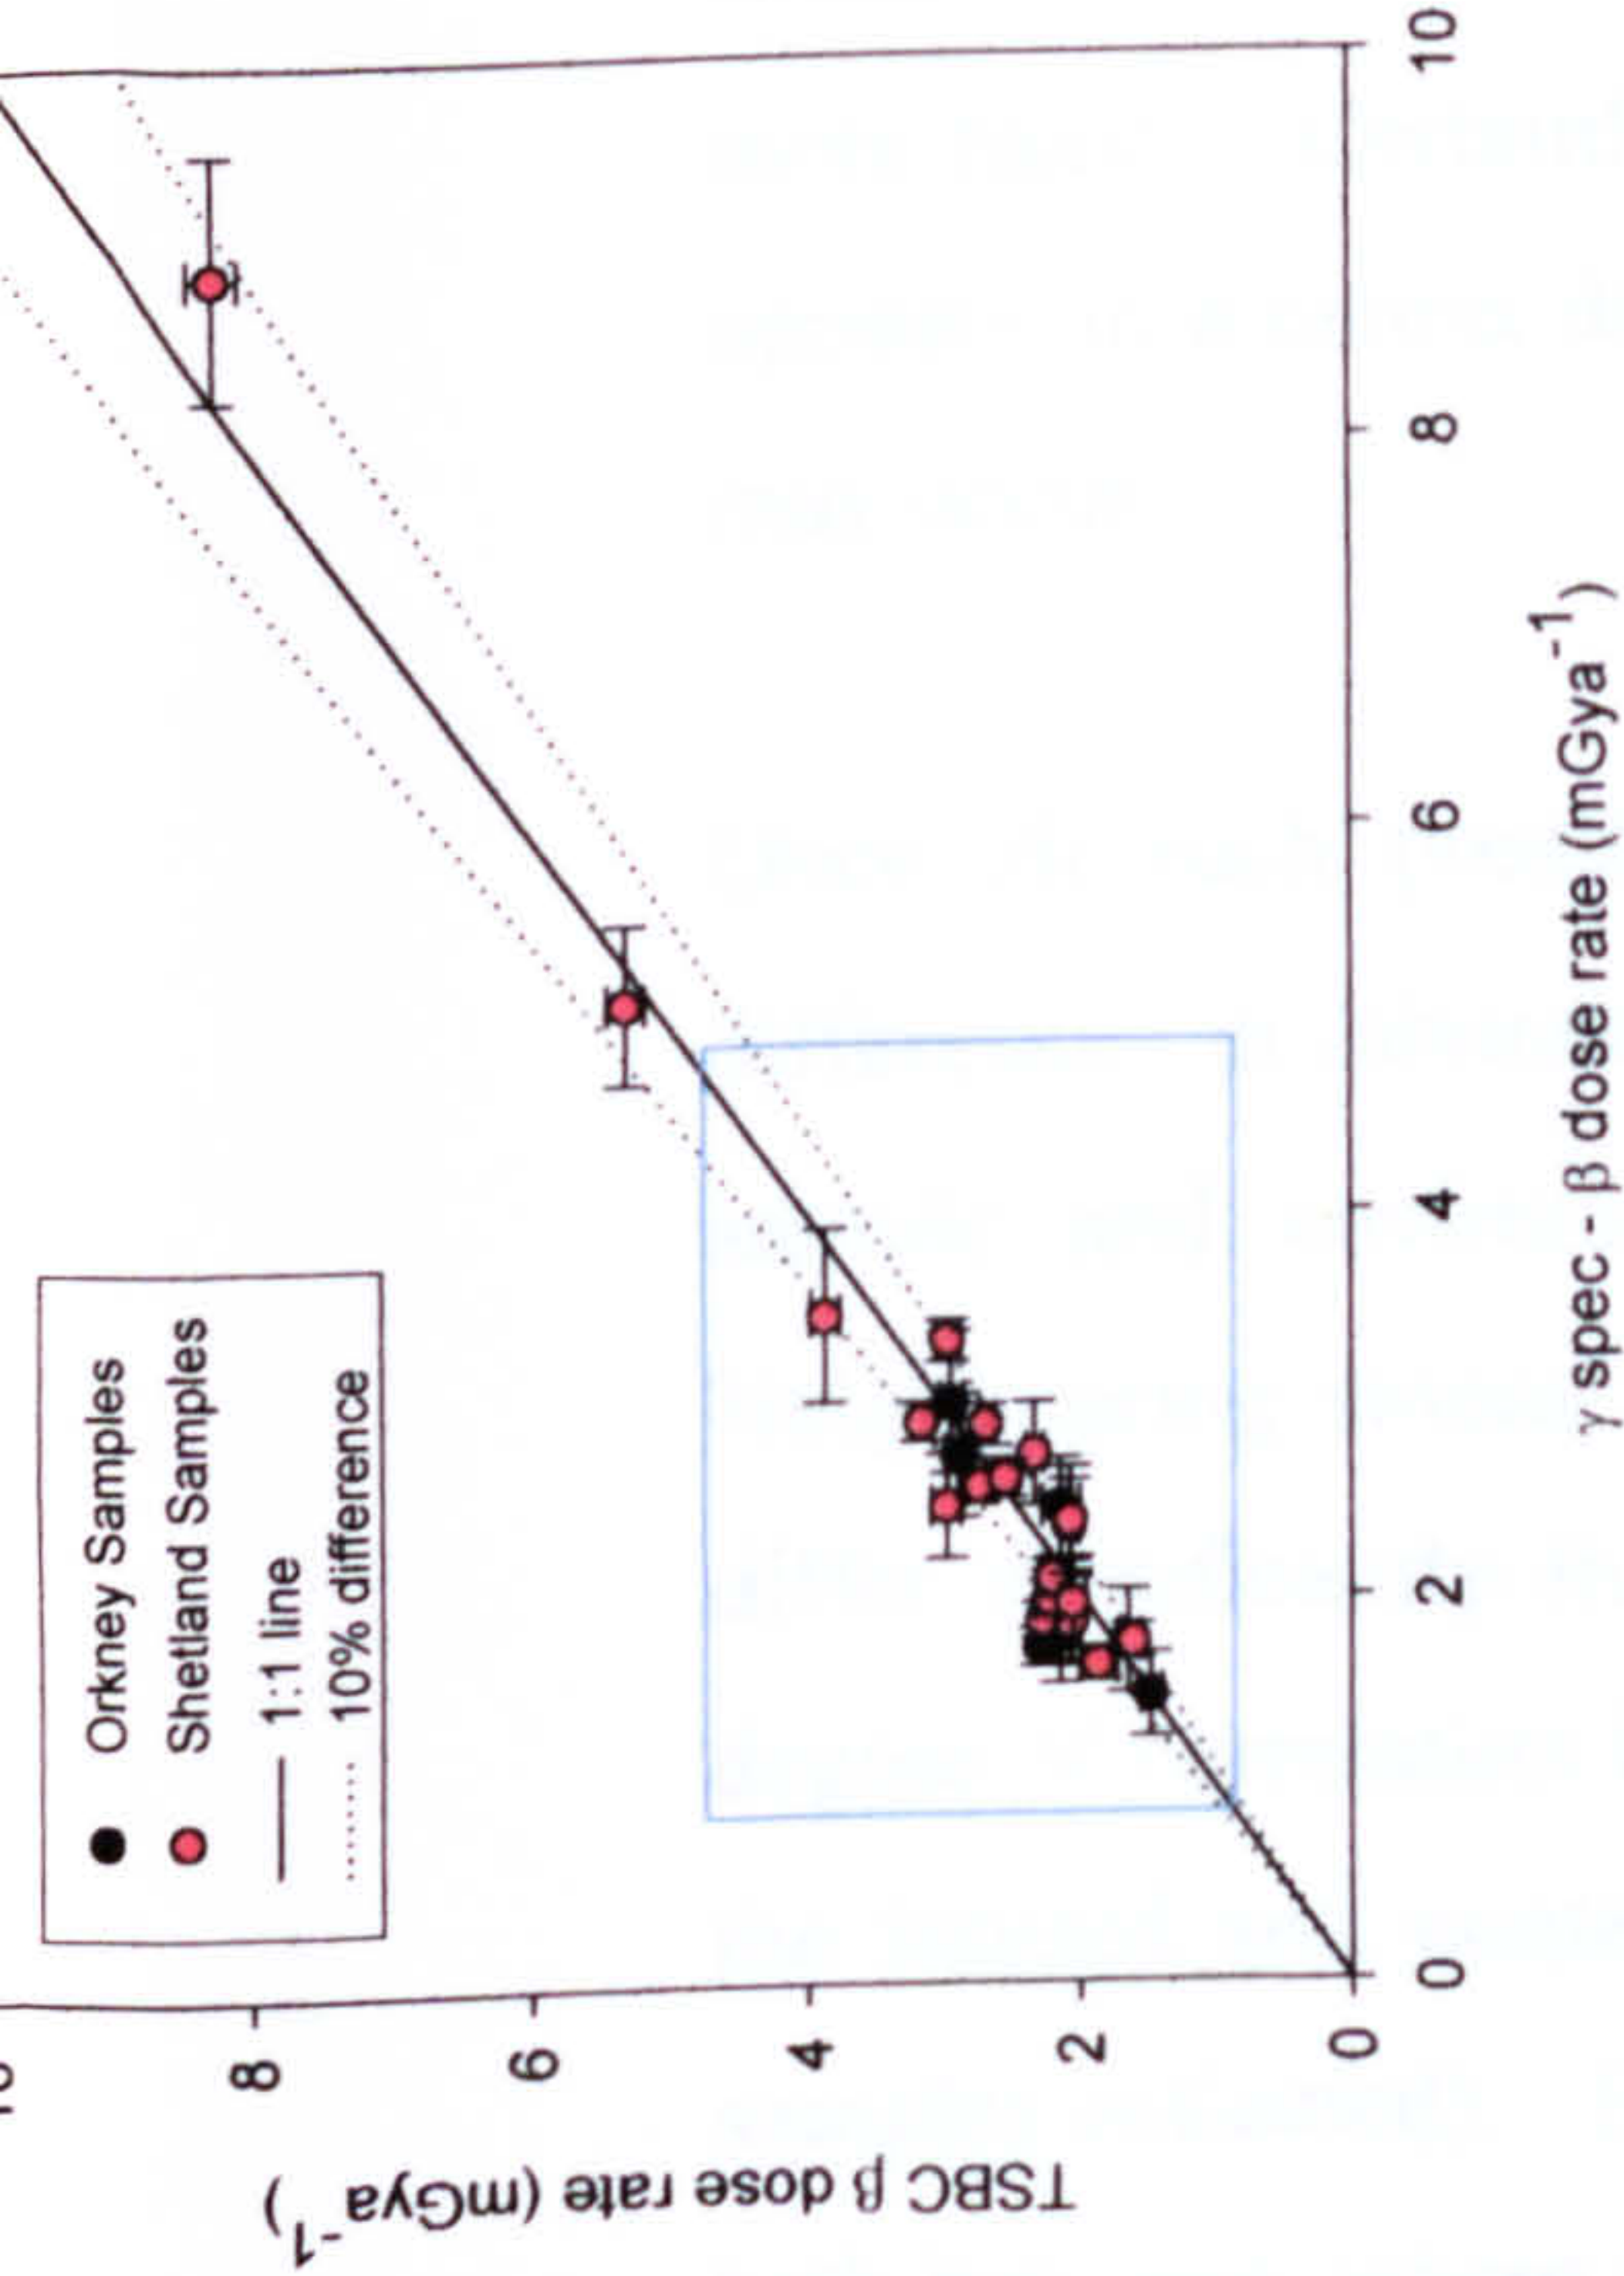 Orkney Samples
Shetland Samples
1:1 line
10% difference
TSBC β dose rate (mGya⁻¹)
8
6
4
2
0
0
2
4
6
8
10
γ spec - β dose rate (mGya⁻¹)